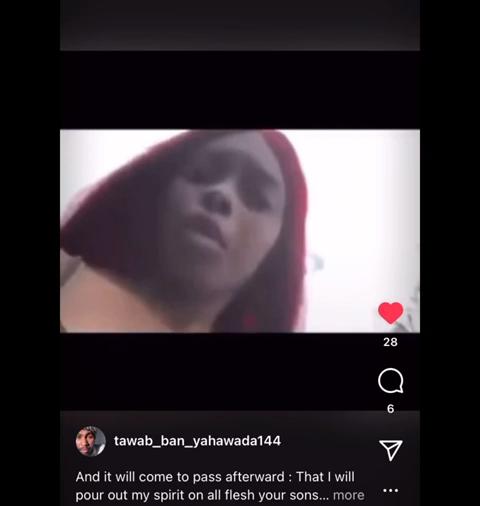 28
6
tawab_ban_yahawada144
And it will come to pass afterward : That I will
pour out my spirit on all flesh your sons... more